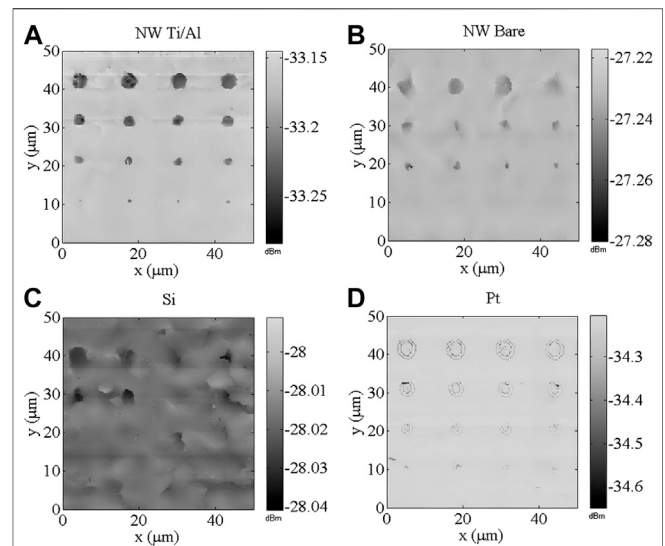 A
NW Ti/Al
50
40
30
20
10
0
0
20
40
y (μm)
x (μm)
-33.15
-33.2
-33.25
dBm
B
NW Bare
50
40
30
20
10
0
0
20
40
y (μm)
x (μm)
-27.22
-27.24
-27.26
-27.28
dBm
C
Si
50
40
30
20
10
0
0
20
40
y (μm)
x (μm)
-28
-28.01
-28.02
-28.03
-28.04
dBm
D
Pt
50
40
30
20
10
0
0
20
40
y (μm)
x (μm)
-34.3
-34.4
-34.5
-34.6
dBm